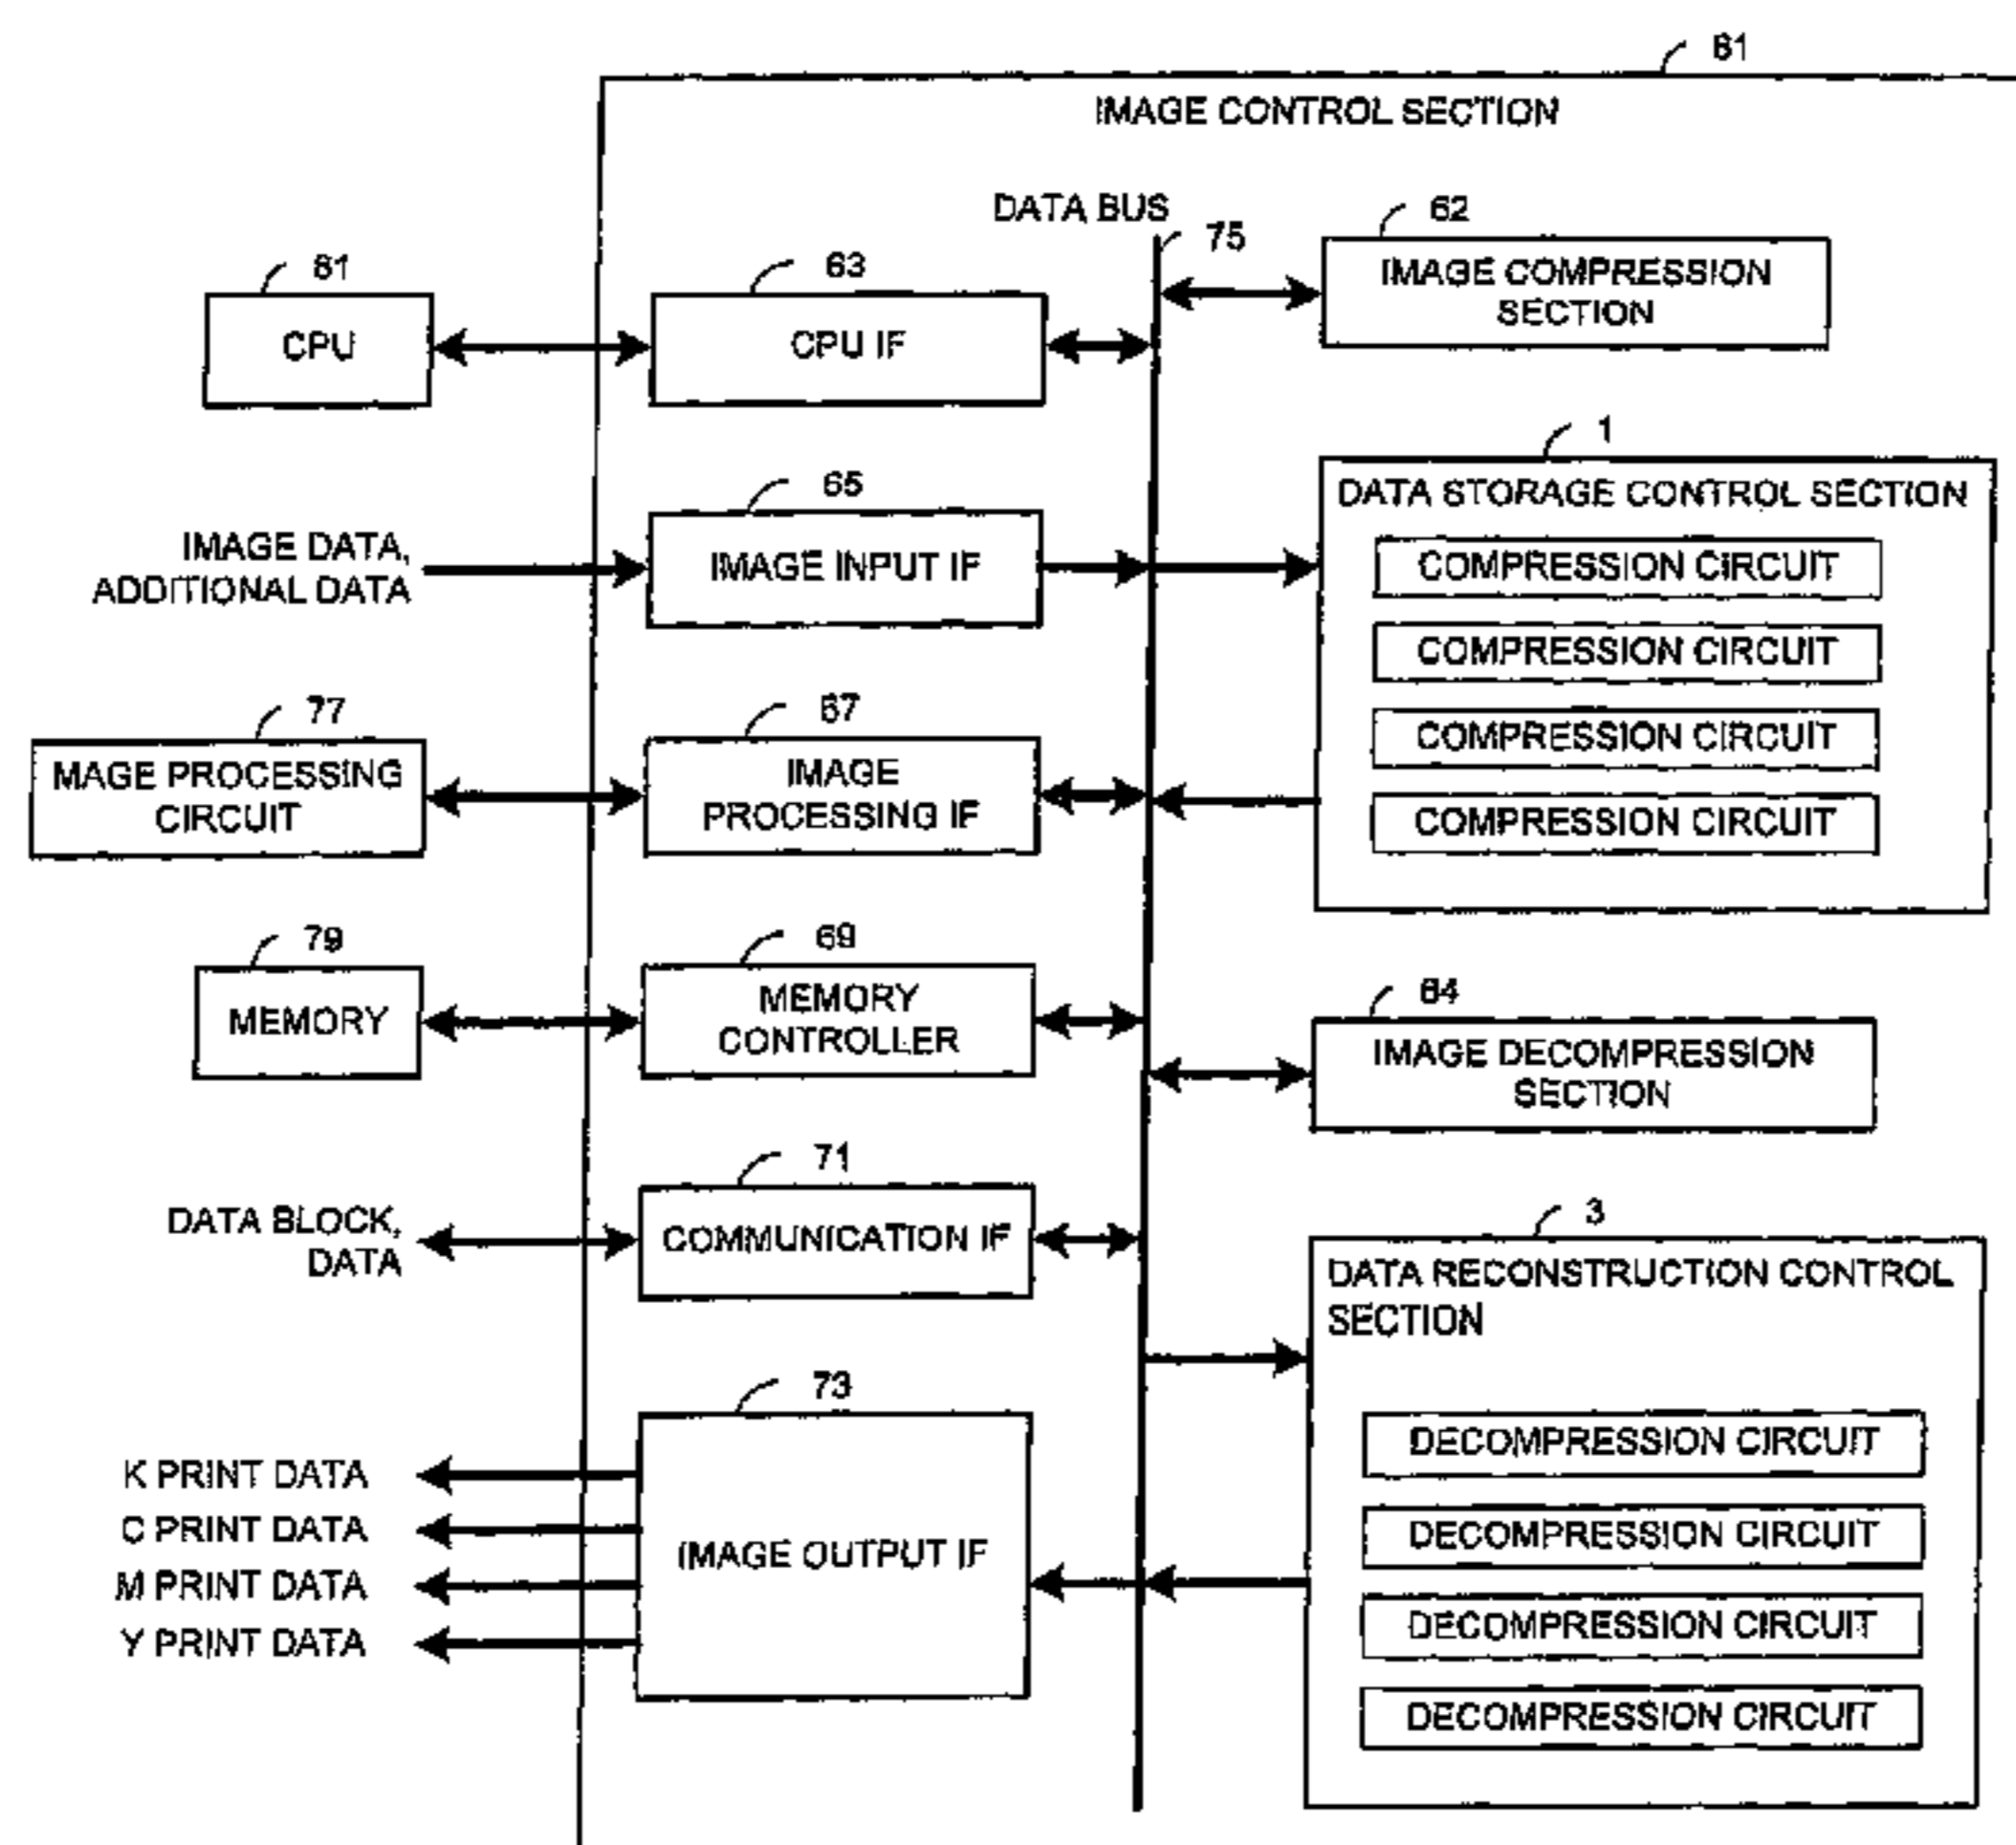 61
IMAGE CONTROL SECTION
DATA BUS
75
62
IMAGE COMPRESSION
SECTION
81
CPU
63
CPU IF
1
DATA STORAGE CONTROL SECTION
COMPRESSION CIRCUIT
COMPRESSION CIRCUIT
COMPRESSION CIRCUIT
COMPRESSION CIRCUIT
IMAGE DATA,
ADDITIONAL DATA
65
IMAGE INPUT IF
77
MAGE PROCESSING
CIRCUIT
67
IMAGE
PROCESSING IF
79
MEMORY
69
MEMORY
CONTROLLER
64
IMAGE DECOMPRESSION
SECTION
DATA BLOCK,
DATA
71
COMMUNICATION IF
3
DATA RECONSTRUCTION CONTROL
SECTION
DECOMPRESSION CIRCUIT
DECOMPRESSION CIRCUIT
DECOMPRESSION CIRCUIT
DECOMPRESSION CIRCUIT
73
IMAGE OUTPUT IF
K PRINT DATA
C PRINT DATA
M PRINT DATA
Y PRINT DATA